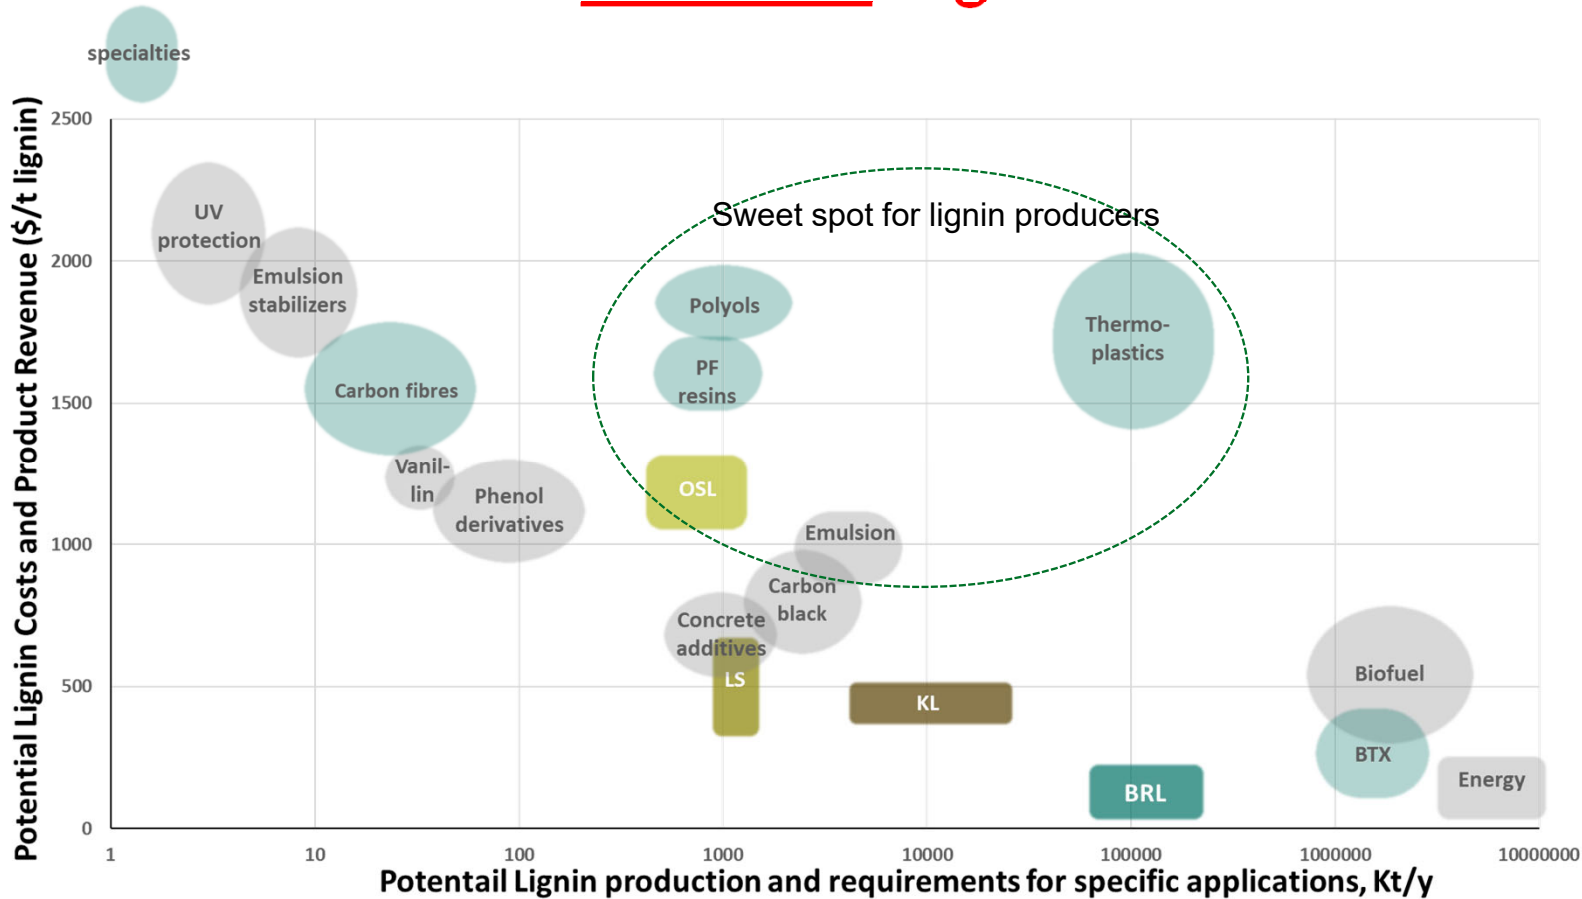 specialties
Potential Lignin Costs and Product Revenue ($/t lignin)
2500
2000
1500
1000
500
0
UV
protection
Emulsion
stabilizers
Carbon fibres
Vanil-
lin
Phenol
derivatives
Sweet spot for lignin producers
Polyols
PF
resins
Thermo-
plastics
OSL
Emulsion
Carbon
black
Concrete
additives
LS
KL
BRL
Biofuel
BTX
Energy
1 10 100 1000 10000 100000 1000000 10000000
Potentail Lignin production and requirements for specific applications, Kt/y